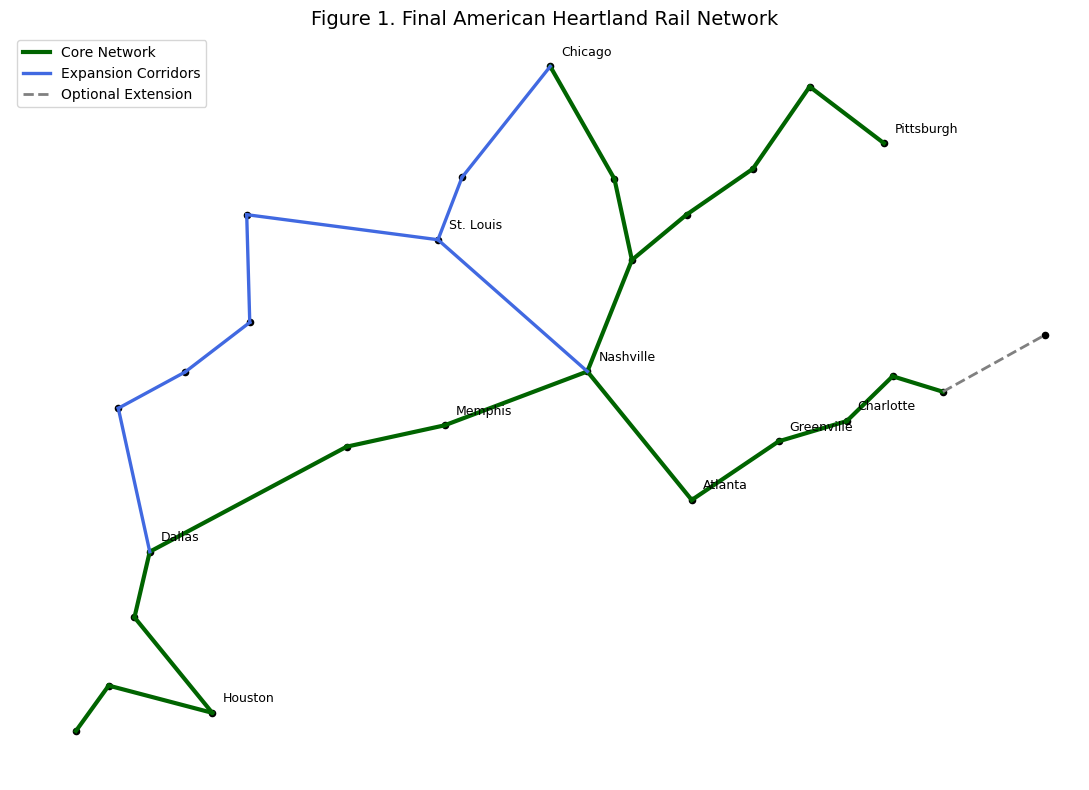 Figure 1. Final American Heartland Rail Network
Core Network
Expansion Corridors
Optional Extension
Chicago
Pittsburgh
St. Louis
Nashville
Memphis
Charlotte
Greenville
Atlanta
Dallas
Houston